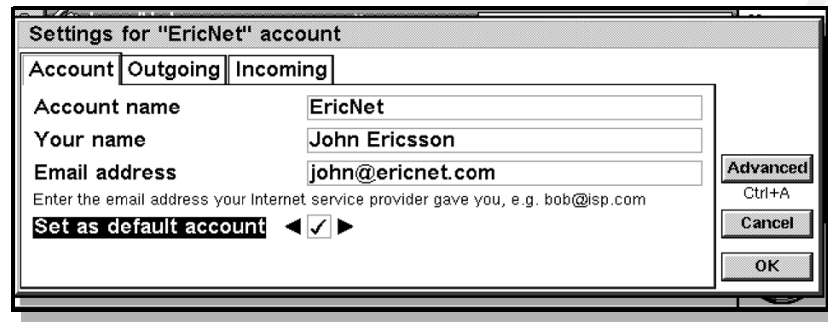 Settings for "EricNet" account
Account Outgoing Incoming
Account name EricNet
Your name John Ericsson
Email address john@ericnet.com
Enter the email address your Internet service provider gave you, e.g. bob@isp.com
Set as default account
Advanced
Ctrl+A
Cancel
OK